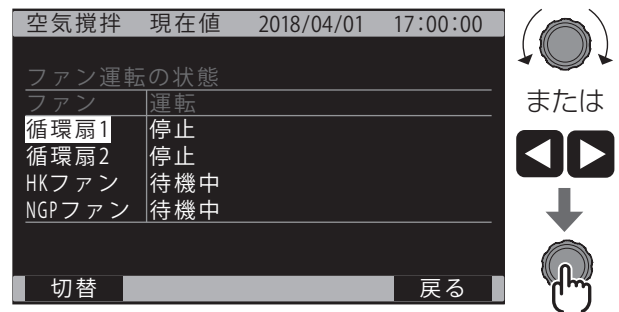 空気撹拌 現在値 2018/04/01 17:00:00
ファン運転の状態
ファン 運転
循環扇1 停止
循環扇2 停止
HKファン 待機中
NGPファン 待機中
切替 戻る
または